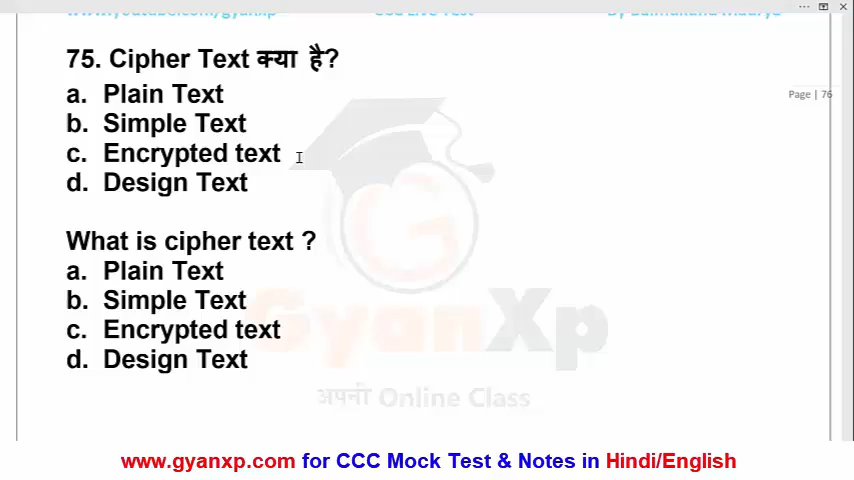 75. Cipher Text क्या है?
Page | 76
a. Plain Text
b. Simple Text
c. Encrypted text
d. Design Text
What is cipher text ?
a. Plain Text
b. Simple Text
c. Encrypted text
d. Design Text
GyanXp
अपनी Online Class
www.gyanxp.com for CCC Mock Test & Notes in Hindi/English